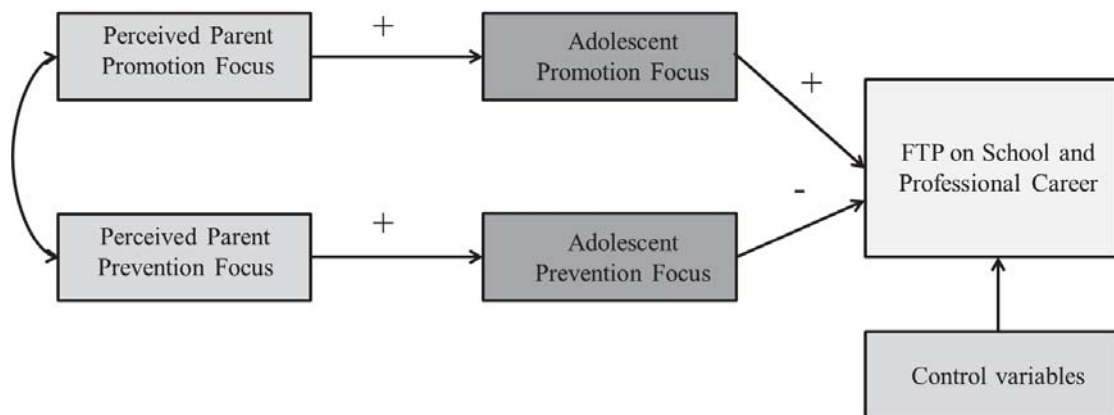 Perceived Parent
Promotion Focus
+
Adolescent
Promotion Focus
+
FTP on School and
Professional Career
-
Perceived Parent
Prevention Focus
+
Adolescent
Prevention Focus
Control variables